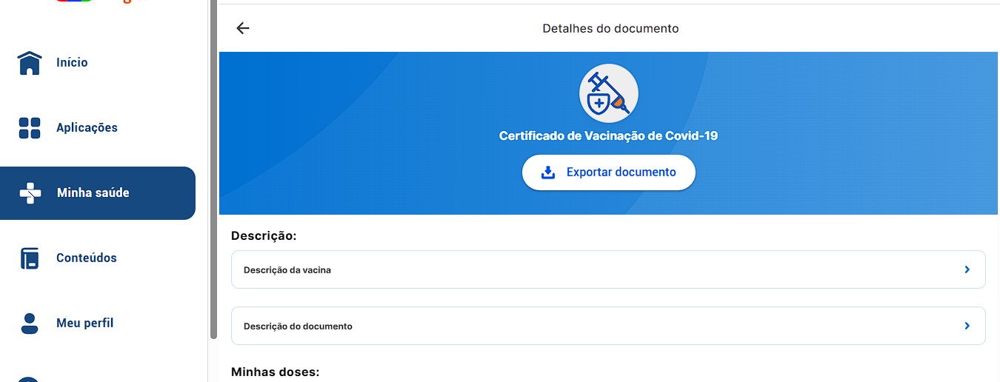 Detalhes do documento
Início
Aplicações
Minha saúde
Conteúdos
Meu perfil
Certificado de Vacinação de Covid-19
Exportar documento
Descrição:
Descrição da vacina
Descrição do documento
Minhas doses: